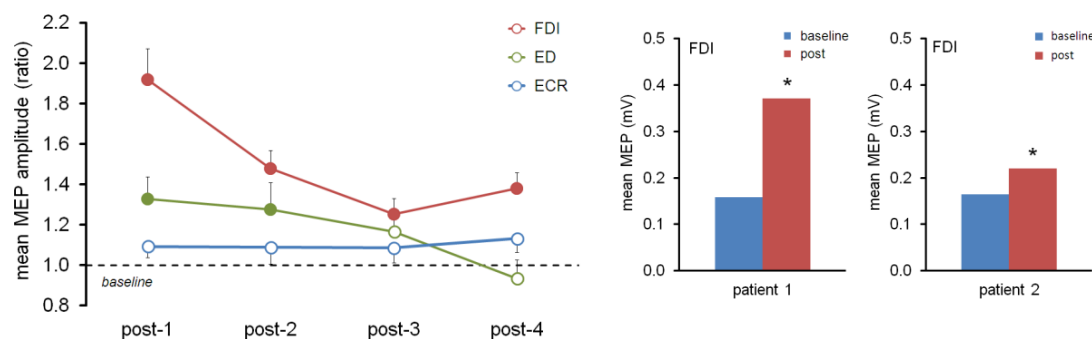 mean MEP amplitude (ratio)
2.2
2.0
1.8
1.6
1.4
1.2
1.0
0.8
FDI
ED
ECR
baseline
post-1 post-2 post-3 post-4
mean MEP (mV)
0.5
0.4
0.3
0.2
0.1
0.0
FDI
baseline
post
*
patient 1
mean MEP (mV)
0.5
0.4
0.3
0.2
0.1
0.0
FDI
baseline
post
*
patient 2